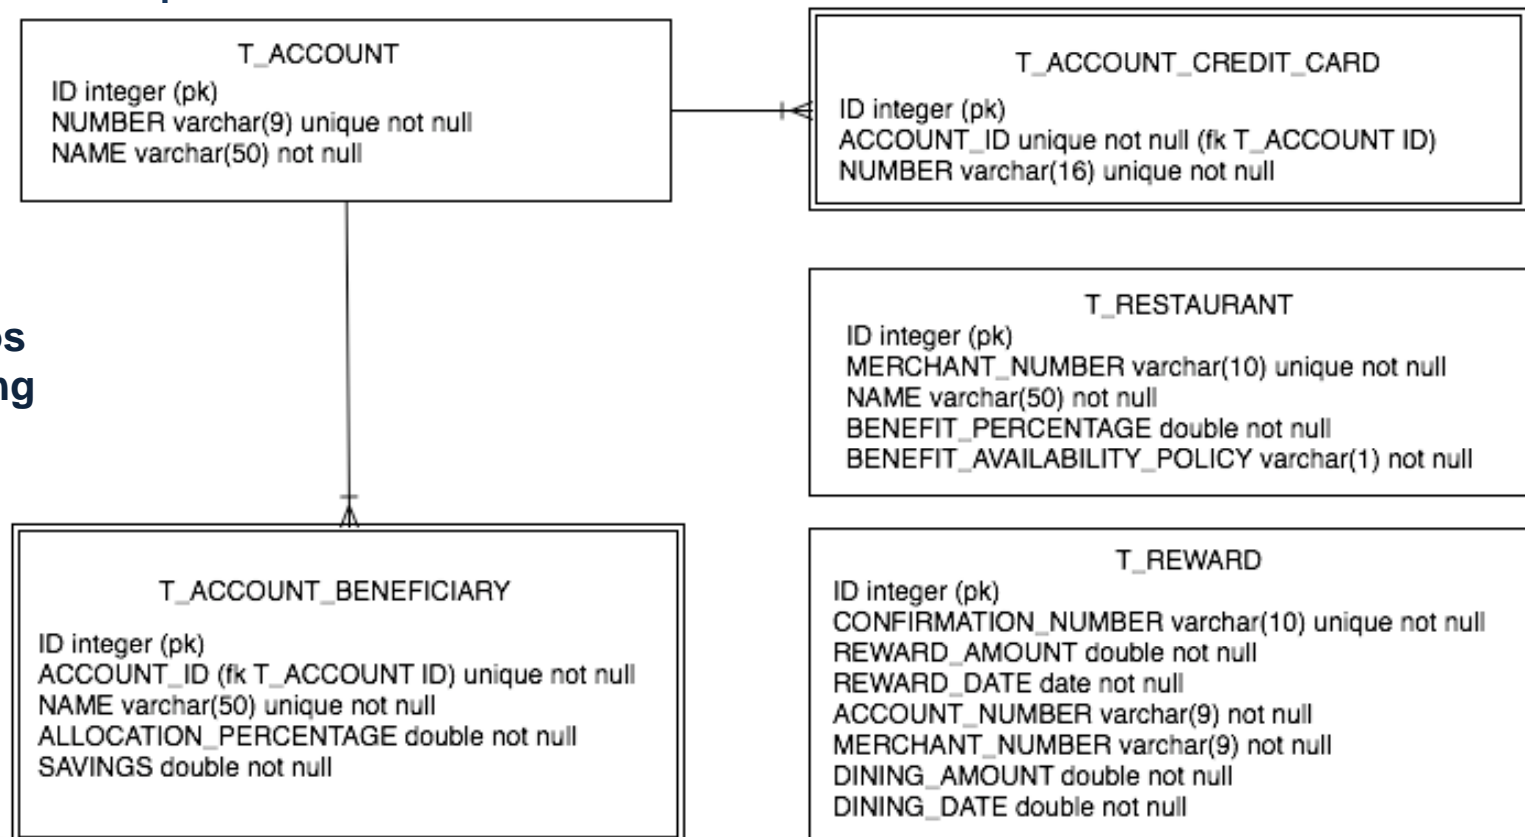 T_ACCOUNT
ID integer (pk)
NUMBER varchar(9) unique not null
NAME varchar(50) not null
T_ACCOUNT_CREDIT_CARD
ID integer (pk)
ACCOUNT_ID unique not null (fk T_ACCOUNT ID)
NUMBER varchar(16) unique not null
T_RESTAURANT
ID integer (pk)
MERCHANT_NUMBER varchar(10) unique not null
NAME varchar(50) not null
BENEFIT_PERCENTAGE double not null
BENEFIT_AVAILABILITY_POLICY varchar(1) not null
T_ACCOUNT_BENEFICIARY
ID integer (pk)
ACCOUNT_ID (fk T_ACCOUNT ID) unique not null
NAME varchar(50) unique not null
ALLOCATION_PERCENTAGE double not null
SAVINGS double not null
T_REWARD
ID integer (pk)
CONFIRMATION_NUMBER varchar(10) unique not null
REWARD_AMOUNT double not null
REWARD_DATE date not null
ACCOUNT_NUMBER varchar(9) not null
MERCHANT_NUMBER varchar(9) not null
DINING_AMOUNT double not null
DINING_DATE double not null